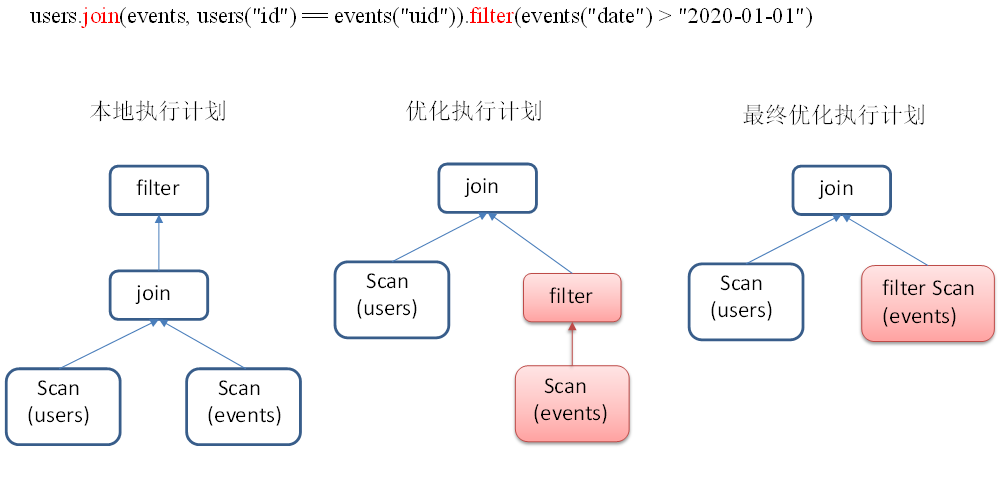 users.join(events, users("id") == events("uid")).filter(events("date") > "2020-01-01")
本地执行计划
优化执行计划
最终优化执行计划
filter
join
Scan
(users)
Scan
(events)
join
Scan
(users)
filter
Scan
(events)
join
Scan
(users)
filter Scan
(events)